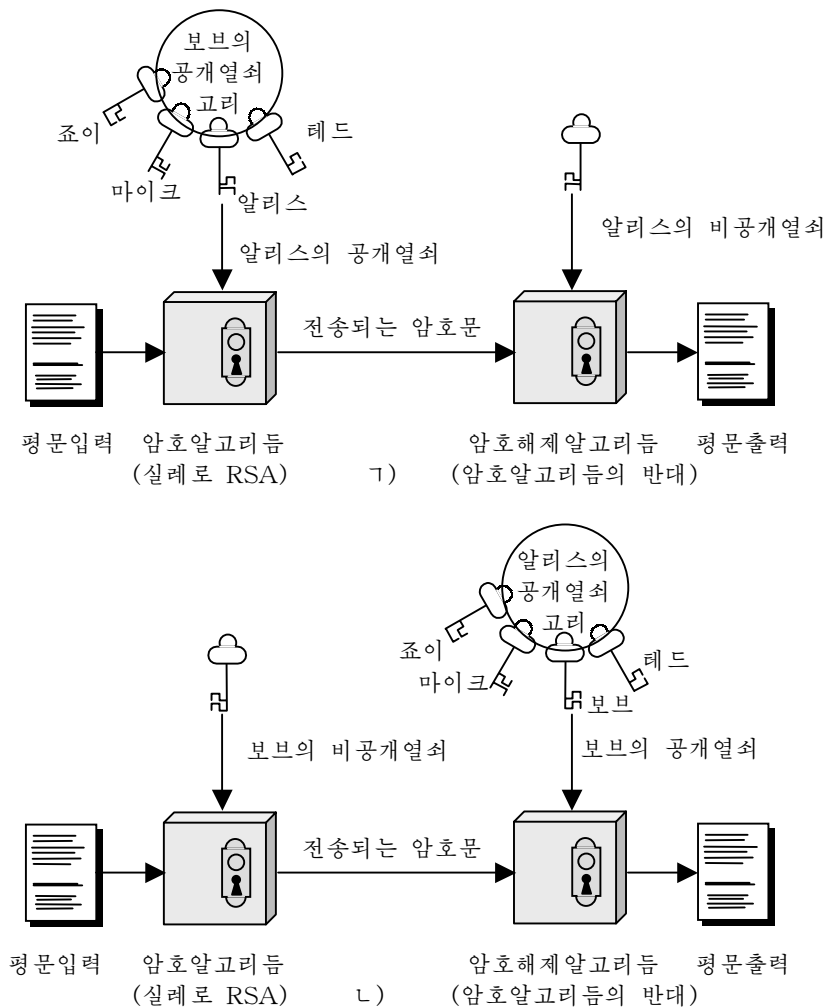 보브의
공개열쇠
고리
죠이
테드
마이크
알리스
알리스의 공개열쇠
알리스의 비공개열쇠
전송되는 암호문
평문입력 암호알고리듬 암호해제알고리듬 평문출력
(실례로 RSA) ㄱ) (암호알고리듬의 반대)
알리스의
공개열쇠
고리
죠이
테드
마이크
보브
보브의 비공개열쇠
보브의 공개열쇠
전송되는 암호문
평문입력 암호알고리듬 암호해제알고리듬 평문출력
(실례로 RSA) ㄴ) (암호알고리듬의 반대)